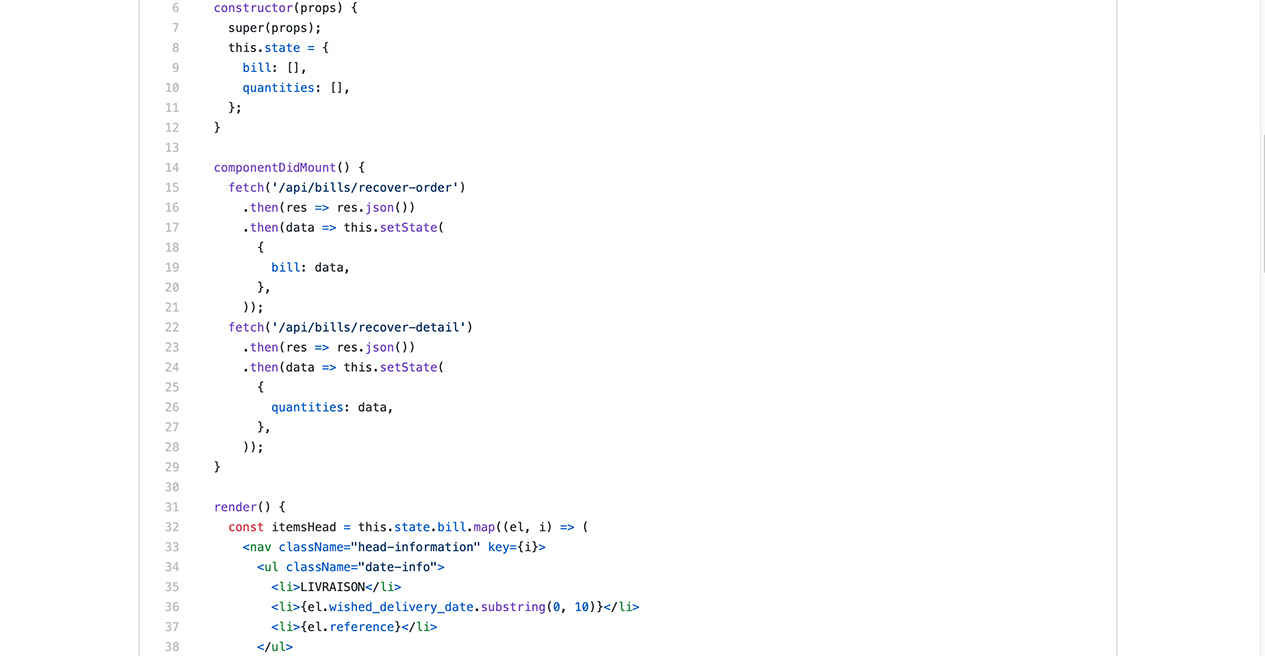 6 constructor(props) {
7 super(props);
8 this.state = {
9 bill: [],
10 quantities: [],
11 };
12 }
13
14 componentDidMount() {
15 fetch('/api/bills/recover-order')
16 .then(res => res.json())
17 .then(data => this.setState(
18 {
19 bill: data,
20 },
21 ));
22 fetch('/api/bills/recover-detail')
23 .then(res => res.json())
24 .then(data => this.setState(
25 {
26 quantities: data,
27 },
28 ));
29 }
30
31 render() {
32 const itemsHead = this.state.bill.map((el, i) => (
33 <nav className="head-information" key={i}>
34 <ul className="date-info">
35 <li>LIVRAISON</li>
36 <li>{el.wished_delivery_date.substring(0, 10)}</li>
37 <li>{el.reference}</li>
38 </ul>